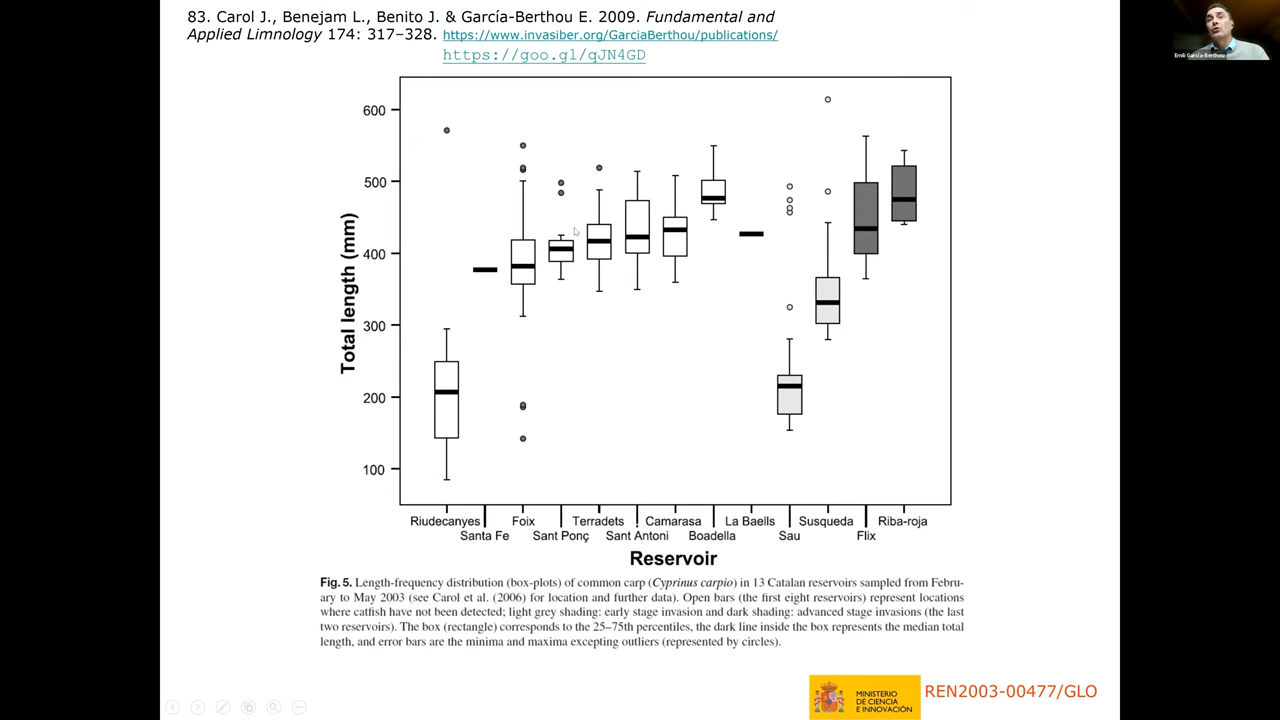 83. Carol J., Benejam L., Benito J. & García-Berthou E. 2009. Fundamental and
Applied Limnology 174: 317–328. https://www.invasiber.org/GarciaBerthou/publications/
https://goo.gl/qJN4GD
Emili García-Berthou
600
500
400
300
200
100
Total length (mm)
Riudecanyes Foix Terradets Camarasa La Baells Susqueda Riba-roja
Santa Fe Sant Ponç Sant Antoni Boadella Sau Flix
Reservoir
Fig. 5. Length-frequency distribution (box-plots) of common carp (Cyprinus carpio) in 13 Catalan reservoirs sampled from Febru-
ary to May 2003 (see Carol et al. (2006) for location and further data). Open bars (the first eight reservoirs) represent locations
where catfish have not been detected; light grey shading: early stage invasion and dark shading: advanced stage invasions (the last
two reservoirs). The box (rectangle) corresponds to the 25–75th percentiles, the dark line inside the box represents the median total
length, and error bars are the minima and maxima excepting outliers (represented by circles).
MINISTERIO
DE CIENCIA
E INNOVACIÓN
REN2003-00477/GLO